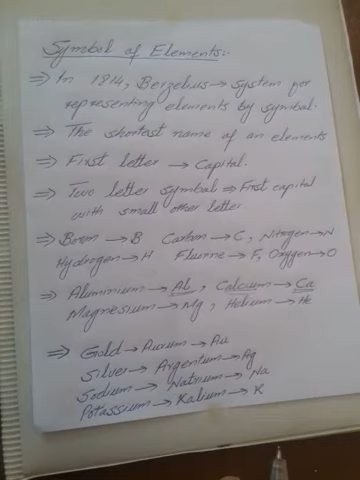 Symbol of Elements:-
⇒ In 1814, Berzelius → system for
representing elements by symbol.
⇒ The shortest name of an elements
⇒ First letter → Capital.
⇒ Two letter symbol ⇒ First capital
with small other letter.
⇒ Boron → B Carbon → C, Nitrogen → N
Hydrogen → H Flurine → F, Oxygen → O
⇒ Aluminium → Al, Calcium → Ca
Magnesium → Mg, Helium → He
⇒ Gold → Aurum → Au
Silver → Argentum → Ag
Sodium → Natrium → Na
Potassium → Kalium → K